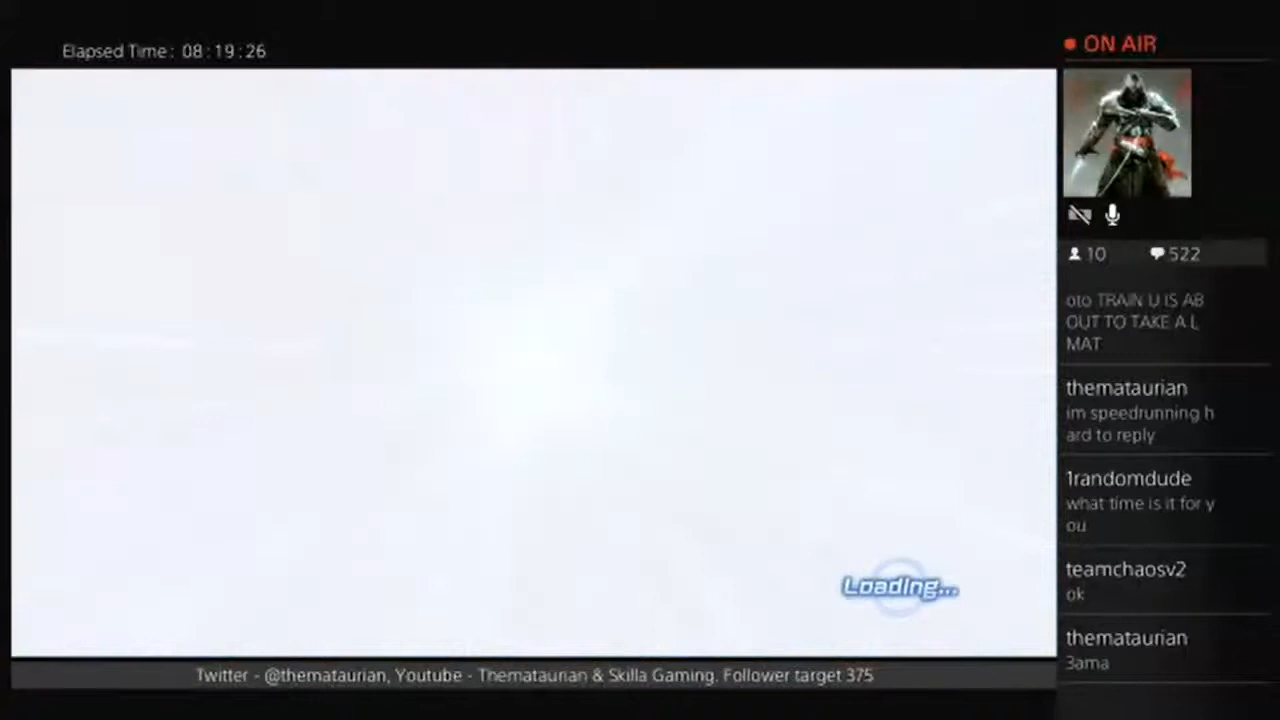 Elapsed Time: 08:19:26
ON AIR
10 522
oto TRAIN U IS AB
OUT TO TAKE A L
MAT
themataurian
im speedrunning h
ard to reply
1randomdude
what time is it for y
ou
teamchaosv2
ok
themataurian
3ama
Loading...
Twitter - @themataurian, Youtube - Themataurian & Skilla Gaming. Follower target 375